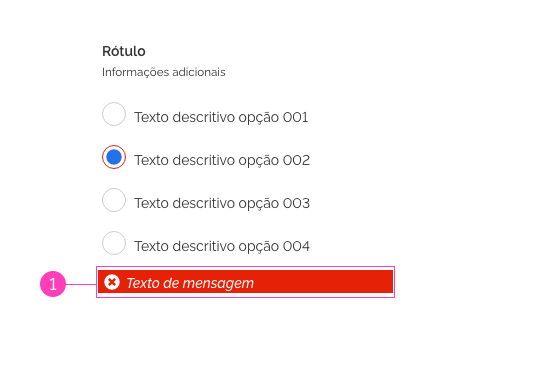 Rótulo
Informações adicionais
Texto descritivo opção 001
Texto descritivo opção 002
Texto descritivo opção 003
Texto descritivo opção 004
1
Texto de mensagem